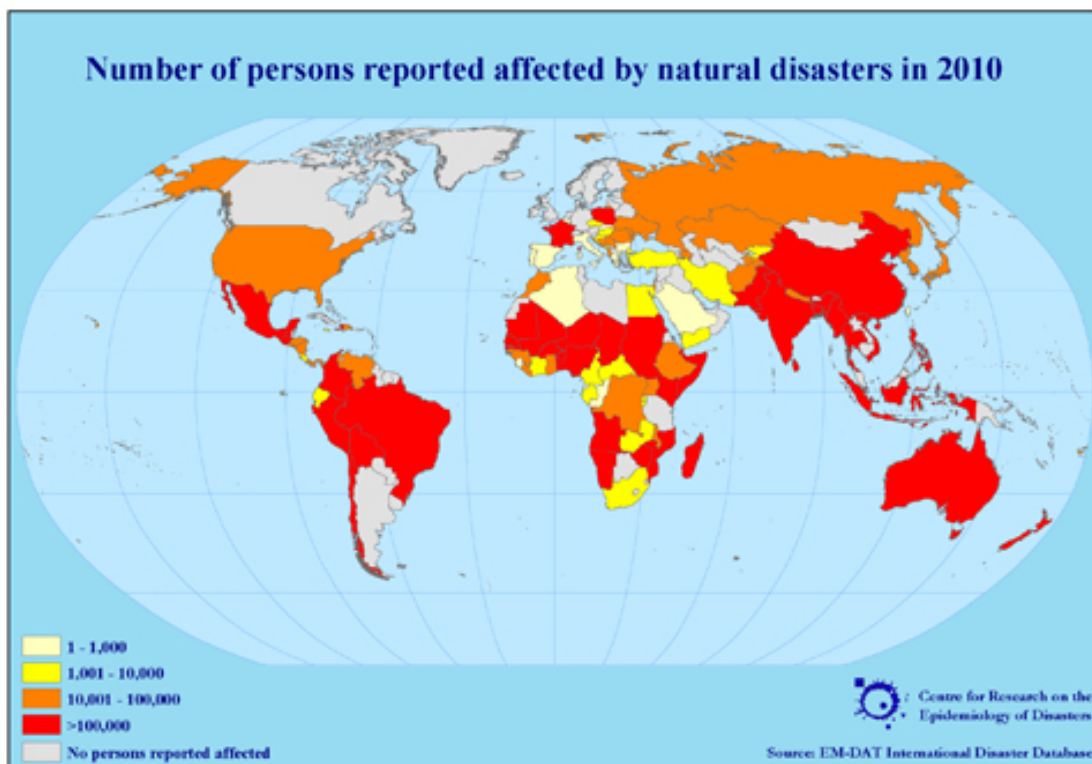 Number of persons reported affected by natural disasters in 2010
1 - 1,000
1,001 - 10,000
10,001 - 100,000
>100,000
No persons reported affected
Centre for Research on the
Epidemiology of Disasters
Source: EM-DAT International Disaster Database